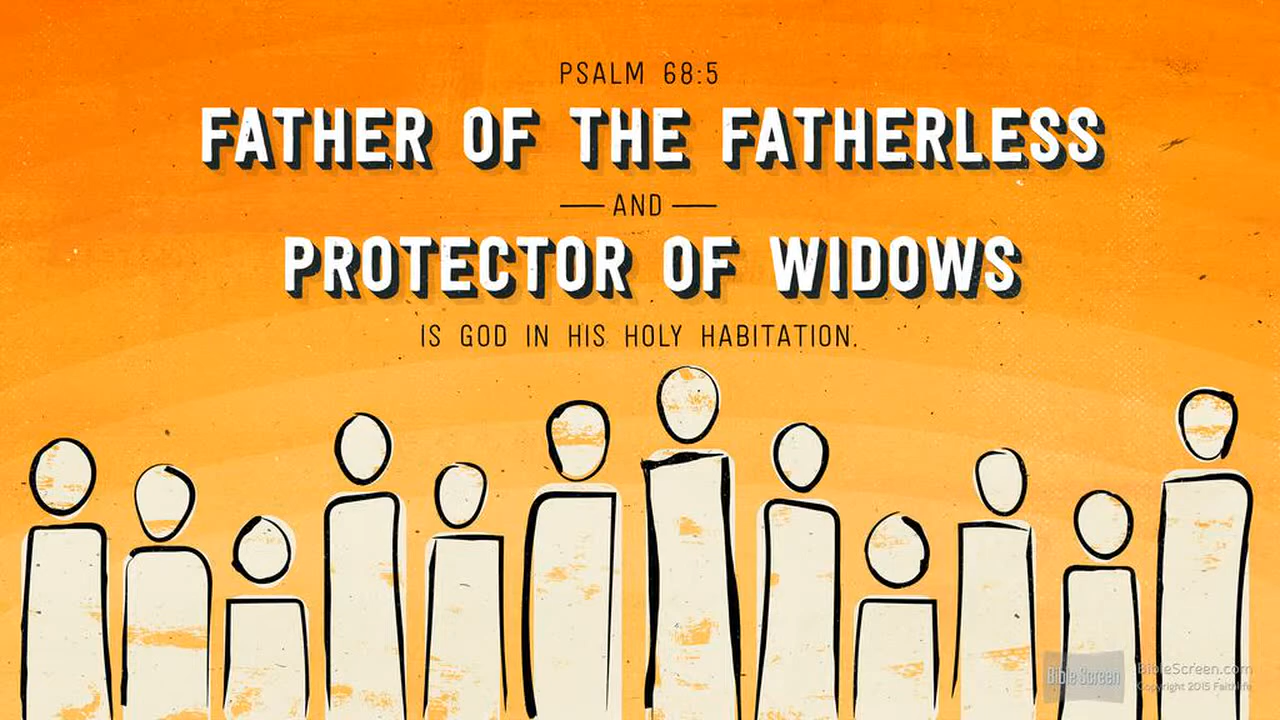 PSALM 68:5
FATHER OF THE FATHERLESS
AND
PROTECTOR OF WIDOWS
IS GOD IN HIS HOLY HABITATION.
Bible Screen
BibleScreen.com
Copyright 2015 Faithlife